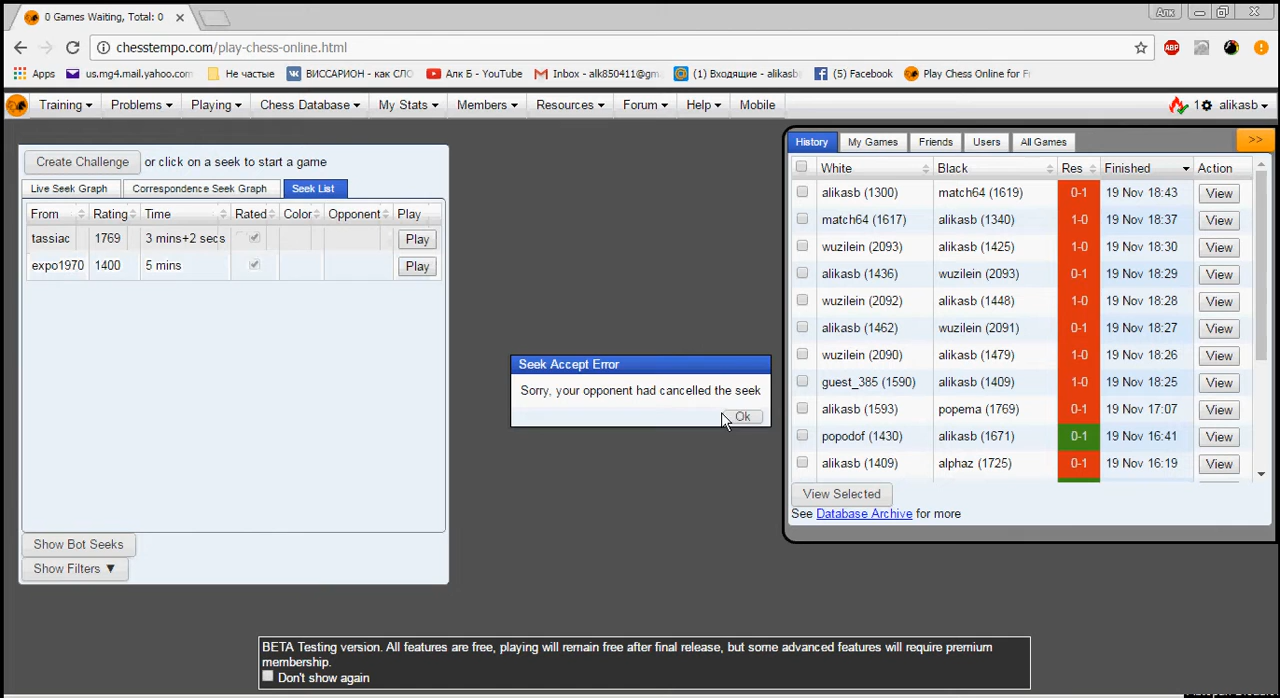 0 Games Waiting, Total: 0
Алк
chesstempo.com/play-chess-online.html
ABP
Apps us.mg4.mail.yahoo.com Не частые ВИССАРИОН - как СЛО Алк Б - YouTube Inbox - alk850411@gm (1) Входящие - alikasb (5) Facebook Play Chess Online for Fr
Training Problems Playing Chess Database My Stats Members Resources Forum Help Mobile 1 alikasb
Create Challenge or click on a seek to start a game
Live Seek Graph Correspondence Seek Graph Seek List
From Rating Time Rated Color Opponent Play
tassiac 1769 3 mins+2 secs Play
expo1970 1400 5 mins Play
Show Bot Seeks
Show Filters ▼
Seek Accept Error
Sorry, your opponent had cancelled the seek
Ok
>>
History My Games Friends Users All Games
White Black Res Finished Action
alikasb (1300) match64 (1619) 0-1 19 Nov 18:43 View
match64 (1617) alikasb (1340) 1-0 19 Nov 18:37 View
wuzilein (2093) alikasb (1425) 1-0 19 Nov 18:30 View
alikasb (1436) wuzilein (2093) 0-1 19 Nov 18:29 View
wuzilein (2092) alikasb (1448) 1-0 19 Nov 18:28 View
alikasb (1462) wuzilein (2091) 0-1 19 Nov 18:27 View
wuzilein (2090) alikasb (1479) 1-0 19 Nov 18:26 View
guest_385 (1590) alikasb (1409) 1-0 19 Nov 18:25 View
alikasb (1593) popema (1769) 0-1 19 Nov 17:07 View
popodof (1430) alikasb (1671) 0-1 19 Nov 16:41 View
alikasb (1409) alphaz (1725) 0-1 19 Nov 16:19 View
View Selected
See Database Archive for more
BETA Testing version. All features are free, playing will remain free after final release, but some advanced features will require premium
membership.
Don't show again